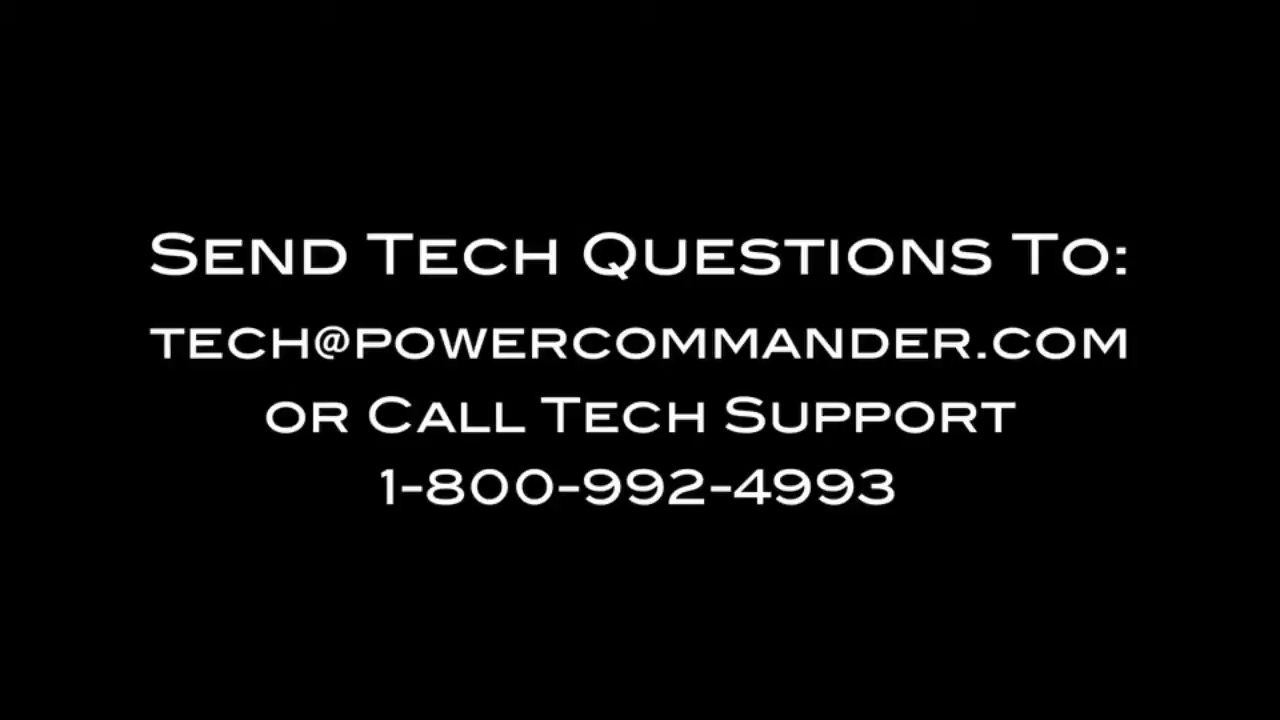 Send Tech Questions To:
tech@powercommander.com
or Call Tech Support
1-800-992-4993